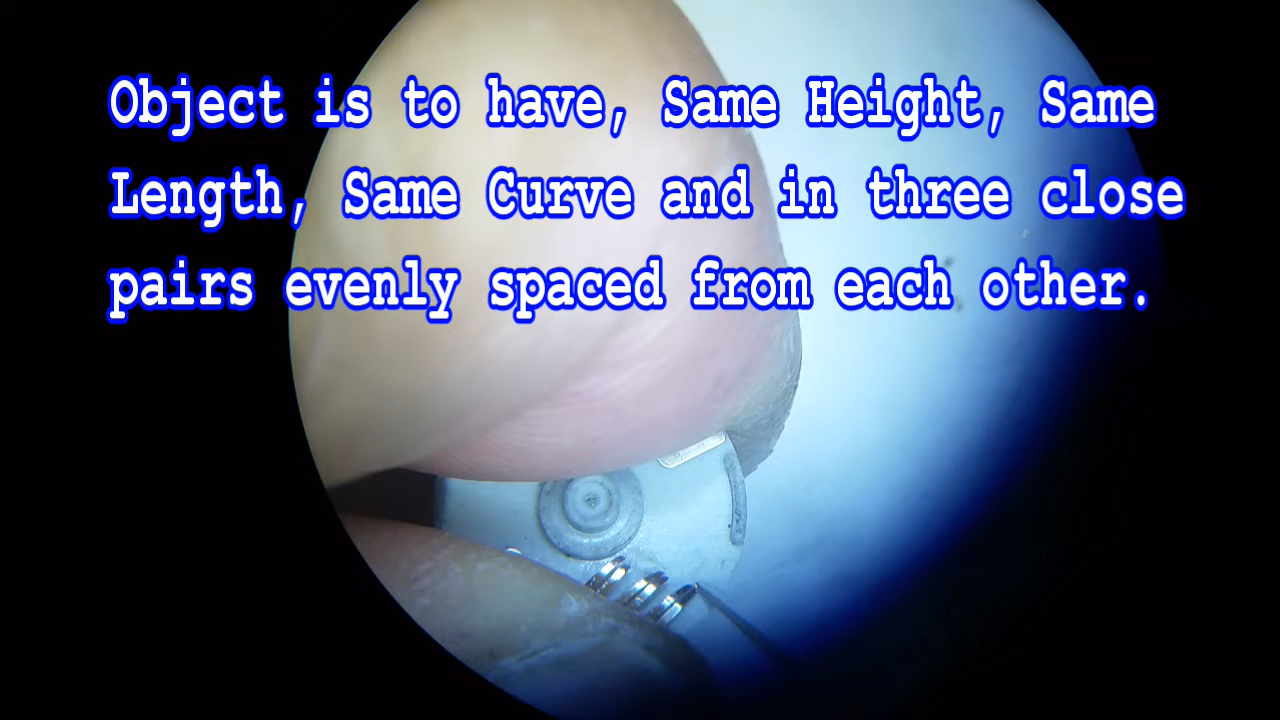 Object is to have, Same Height, Same
Length, Same Curve and in three close
pairs evenly spaced from each other.